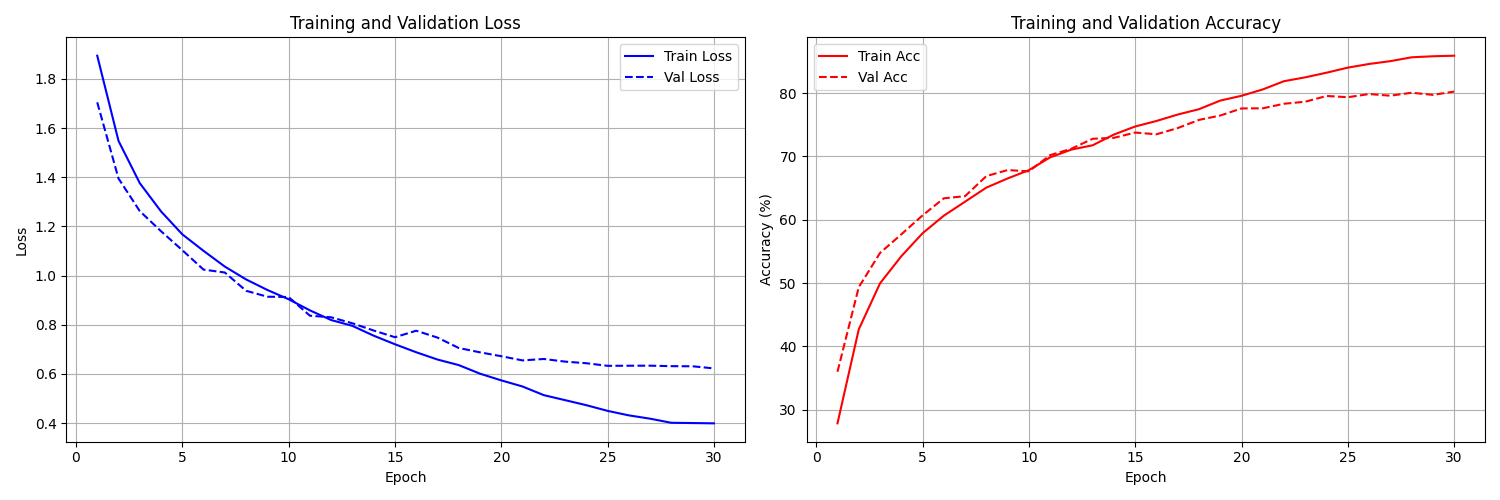 Training and Validation Loss
Train Loss
Val Loss
Loss
1.8
1.6
1.4
1.2
1.0
0.8
0.6
0.4
0 5 10 15 20 25 30
Epoch
Training and Validation Accuracy
Train Acc
Val Acc
Accuracy (%)
80
70
60
50
40
30
0 5 10 15 20 25 30
Epoch